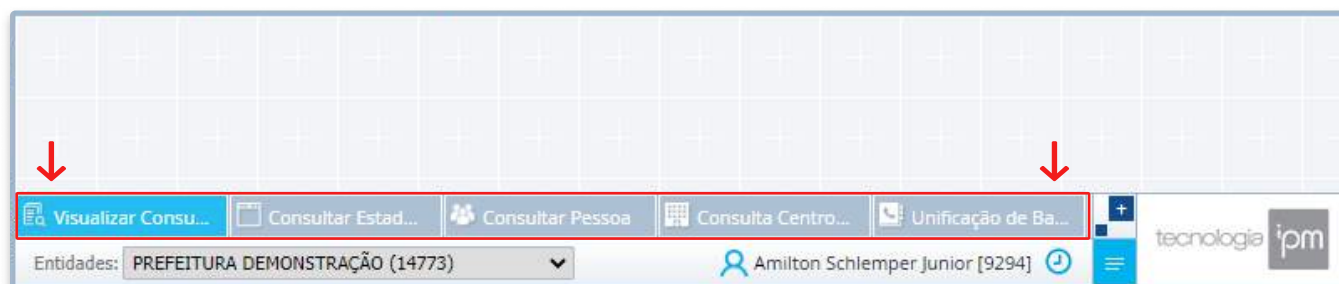 Visualizar Consu...
Consultar Estad...
Consultar Pessoa
Consulta Centro...
Unificação de Ba...
Entidades: PREFEITURA DEMONSTRAÇÃO (14773)
Amilton Schlemper Junior [9294]
tecnologia ipm